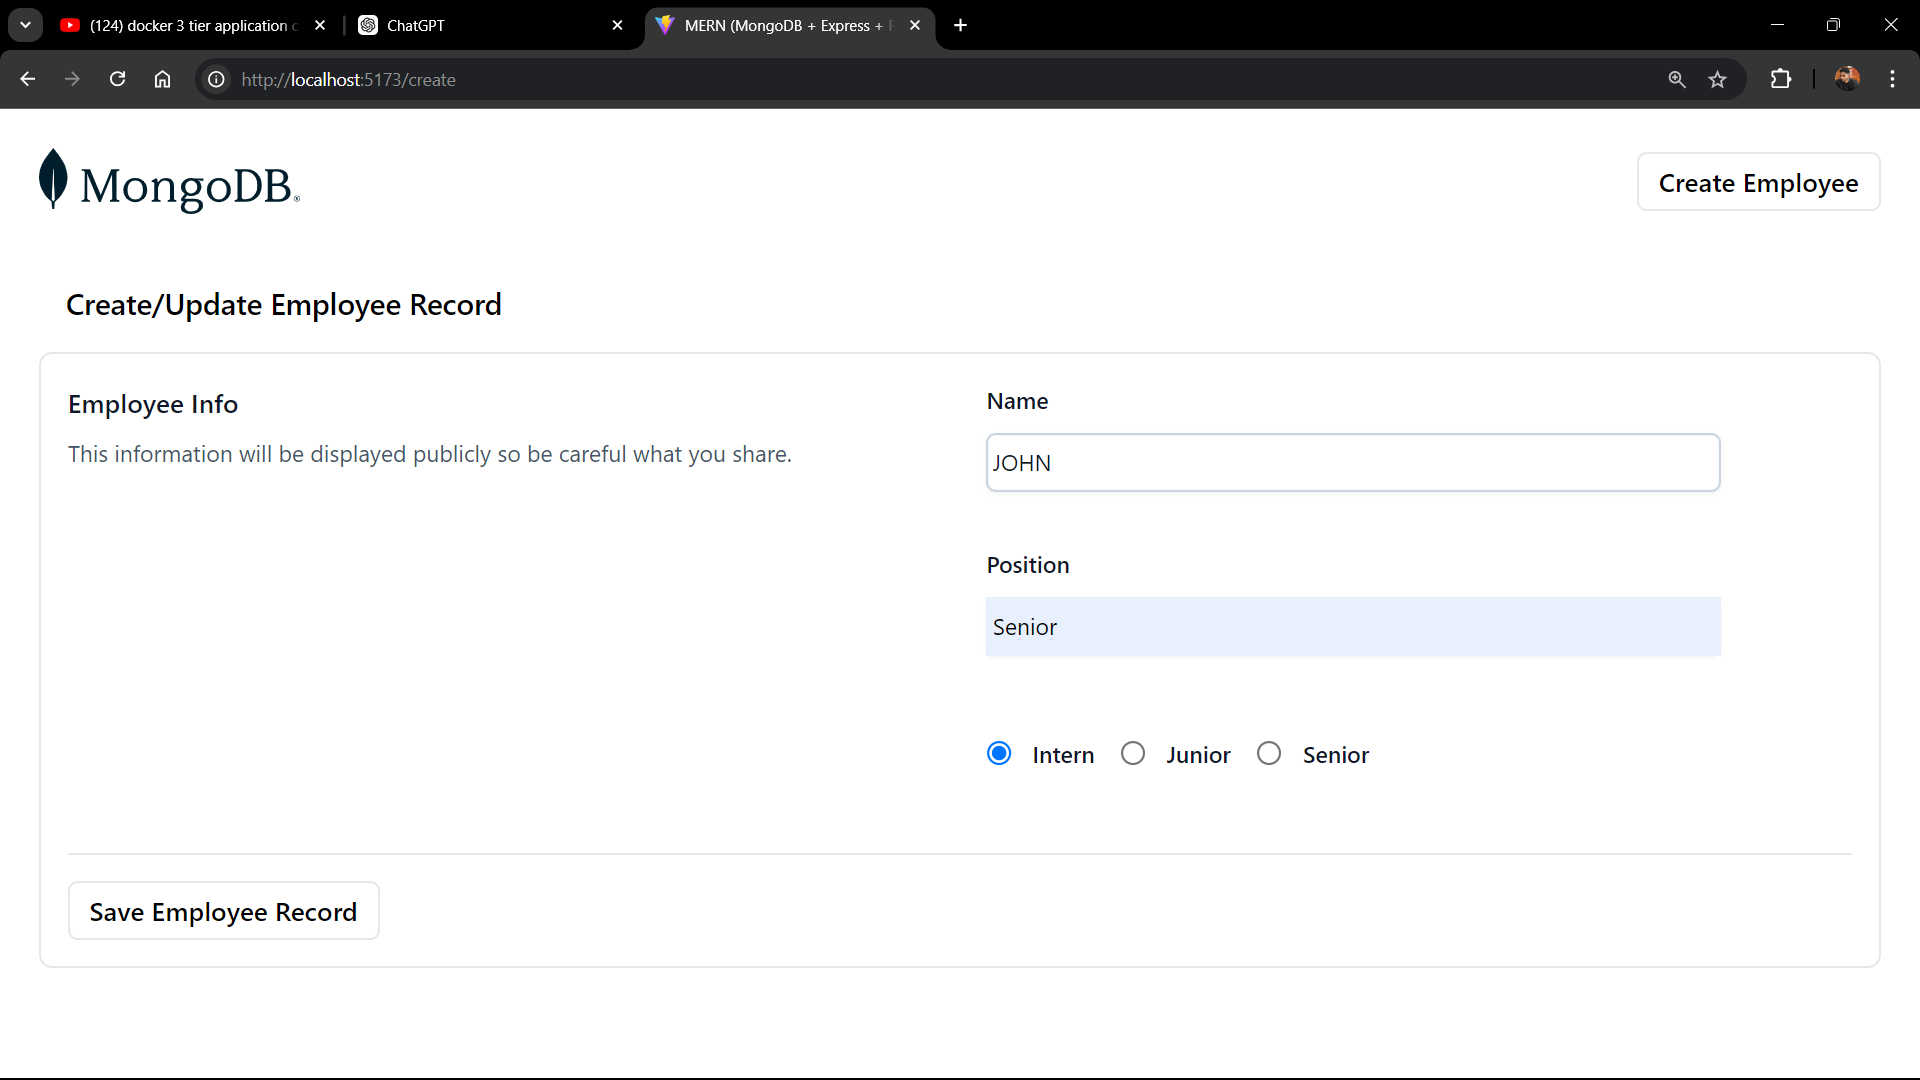 (124) docker 3 tier application
ChatGPT
MERN (MongoDB + Express +
http://localhost:5173/create
MongoDB®
Create Employee
Create/Update Employee Record
Employee Info
This information will be displayed publicly so be careful what you share.
Name
JOHN
Position
Senior
Intern Junior Senior
Save Employee Record